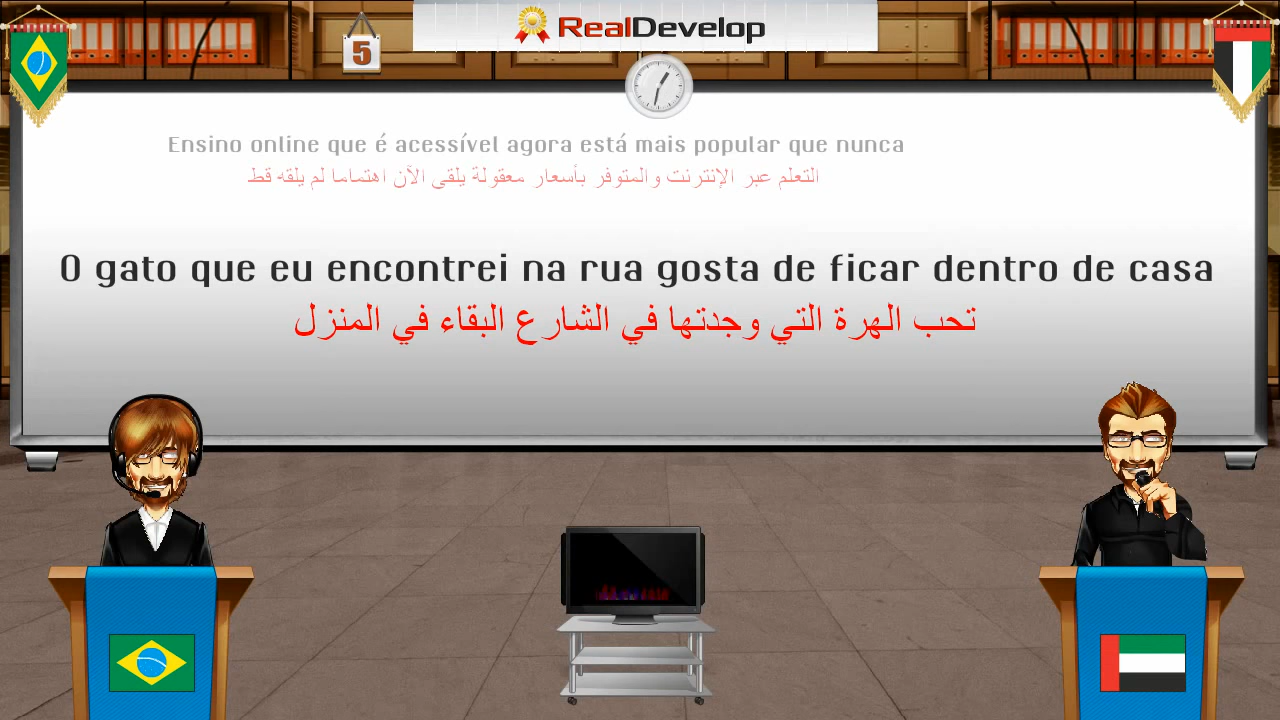 RealDevelop
5
Ensino online que é acessível agora está mais popular que nunca
التعلم عبر الإنترنت والمتوفر بأسعار معقولة يلقى الآن اهتماما لم يلقه قط
O gato que eu encontrei na rua gosta de ficar dentro de casa
تحب الهرة التي وجدتها في الشارع البقاء في المنزل